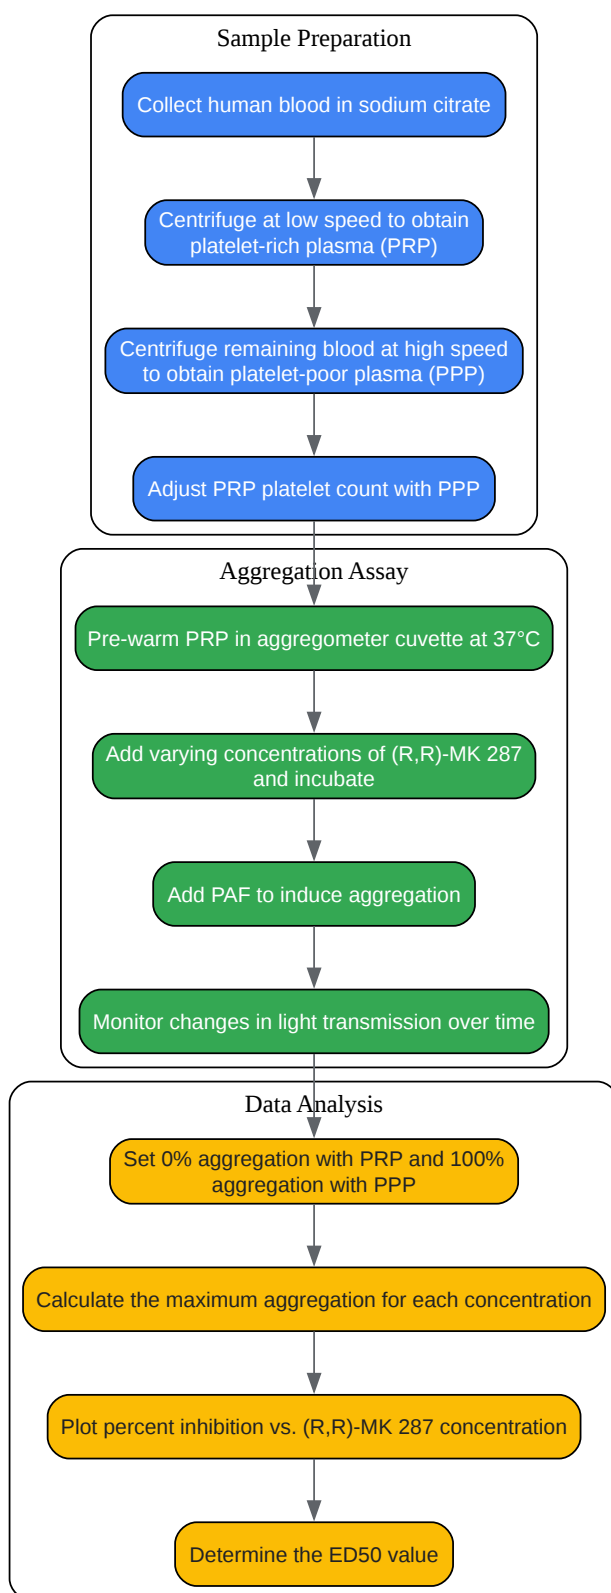 Sample Preparation
Collect human blood in sodium citrate
Centrifuge at low speed to obtain
platelet-rich plasma (PRP)
Centrifuge remaining blood at high speed
to obtain platelet-poor plasma (PPP)
Adjust PRP platelet count with PPP
Aggregation Assay
Pre-warm PRP in aggregometer cuvette at 37°C
Add varying concentrations of (R,R)-MK 287
and incubate
Add PAF to induce aggregation
Monitor changes in light transmission over time
Data Analysis
Set 0% aggregation with PRP and 100%
aggregation with PPP
Calculate the maximum aggregation for each concentration
Plot percent inhibition vs. (R,R)-MK 287 concentration
Determine the ED50 value